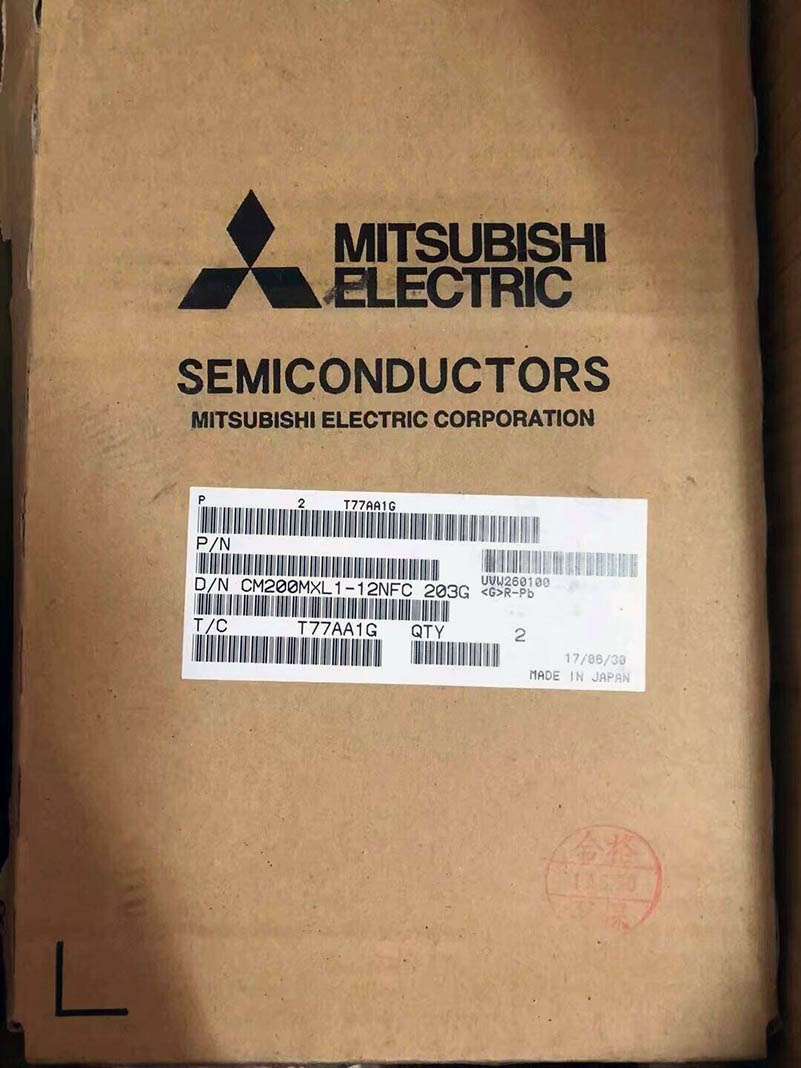 MITSUBISHI
ELECTRIC
SEMICONDUCTORS
MITSUBISHI ELECTRIC CORPORATION
P 2 T77AA1G
P/N
UVW260100
D/N CM200MXL1-12NFC 203G <G>R-Pb
T/C T77AA1G QTY 2
17/06/30
MADE IN JAPAN
合格